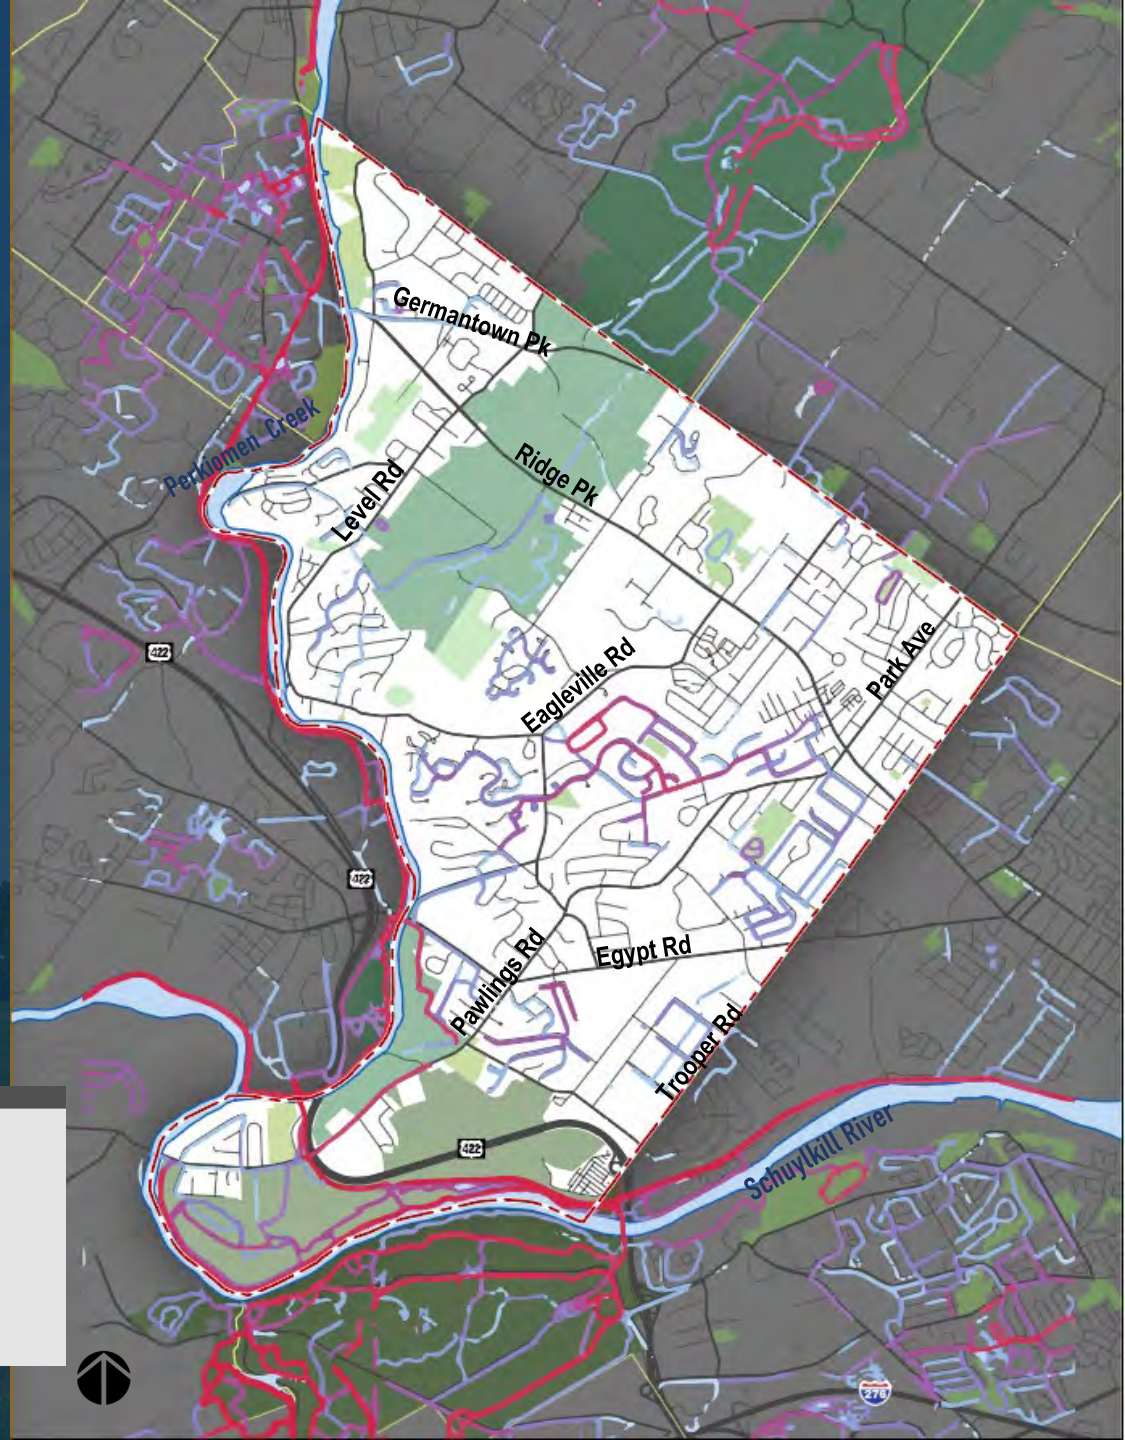 Germantown Pk
Perkiomen Creek
Ridge Pk
Level Rd
Park Ave
Eagleville Rd
422
422
Egypt Rd
Pawlings Rd
Trooper Rd
422
Schuylkill River
276